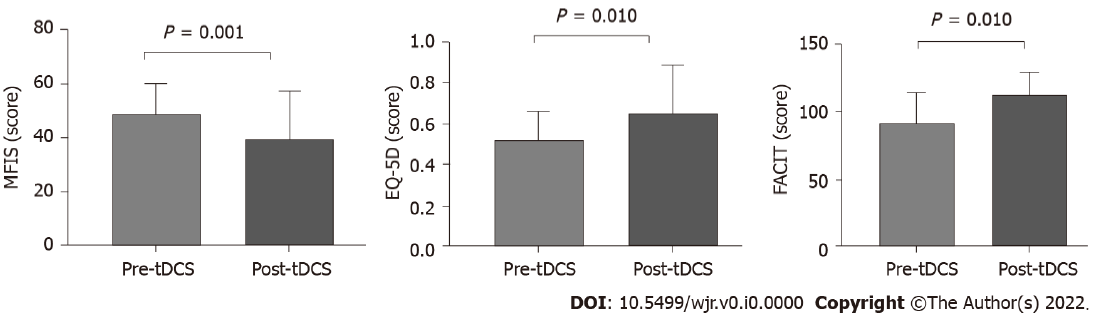 P = 0.001
80
60
40
20
0
MFIS (score)
Pre-tDCS
Post-tDCS
P = 0.010
1.0
0.8
0.6
0.4
0.2
0.0
EQ-5D (score)
Pre-tDCS
Post-tDCS
P = 0.010
150
100
50
0
FACIT (score)
Pre-tDCS
Post-tDCS
DOI: 10.5499/wjr.v0.i0.0000 Copyright ©The Author(s) 2022.